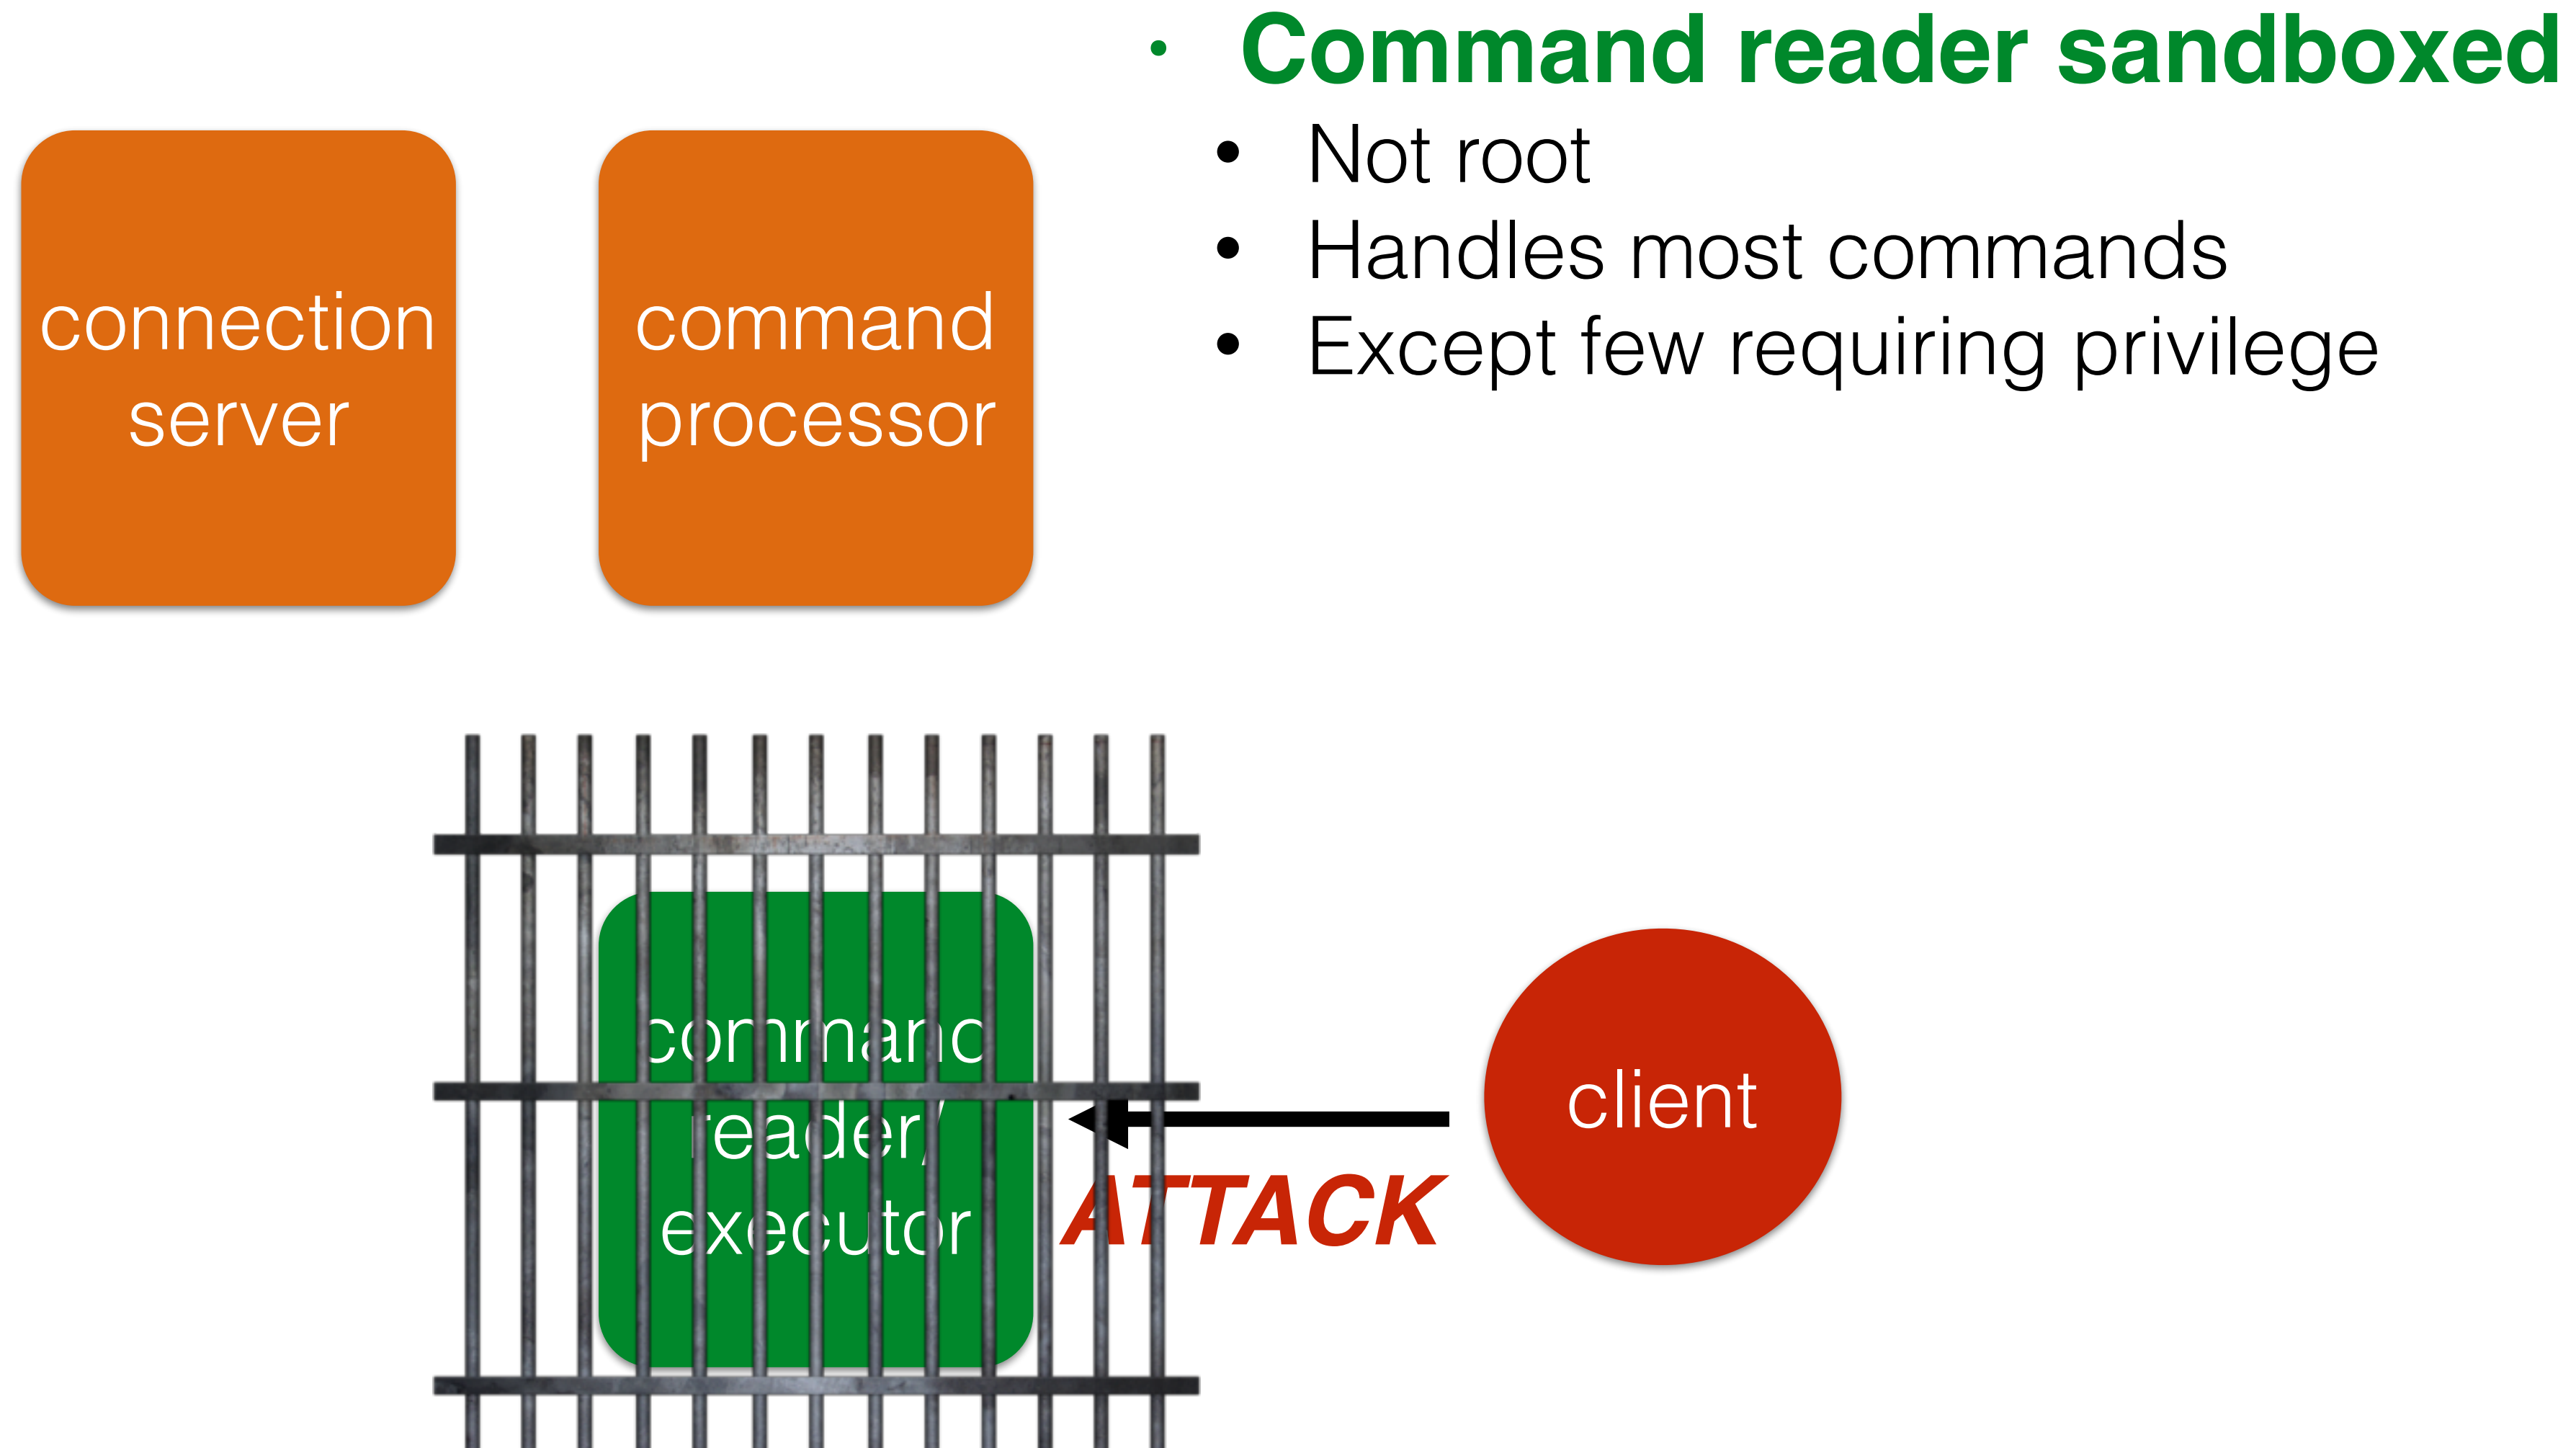 • Command reader sandboxed
• Not root
• Handles most commands
• Except few requiring privilege
connection
server
command
processor
command
reader/
executor
ATTACK
client